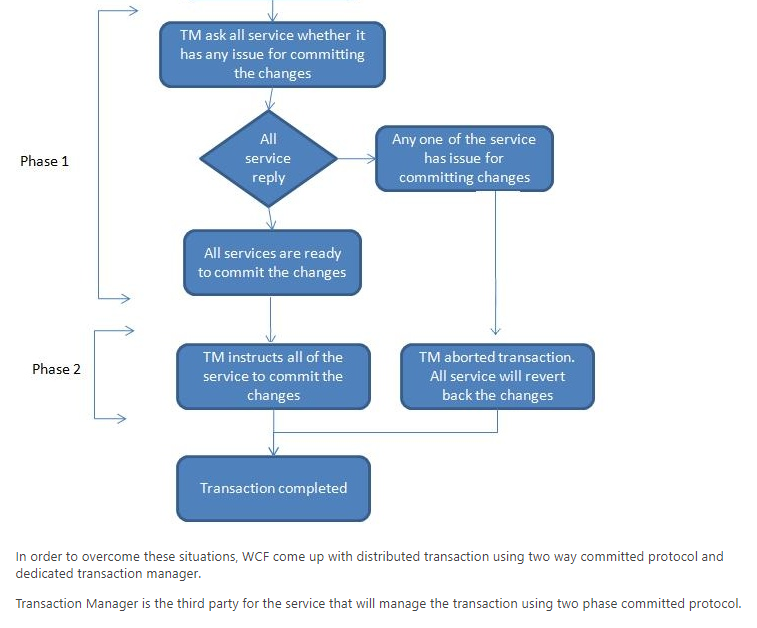 TM ask all service whether it
has any issue for committing
the changes
All
service
reply
Any one of the service
has issue for
committing changes
Phase 1
All services are ready
to commit the changes
Phase 2
TM instructs all of the
service to commit the
changes
TM aborted transaction.
All service will revert
back the changes
Transaction completed
In order to overcome these situations, WCF come up with distributed transaction using two way committed protocol and
dedicated transaction manager.
Transaction Manager is the third party for the service that will manage the transaction using two phase committed protocol.